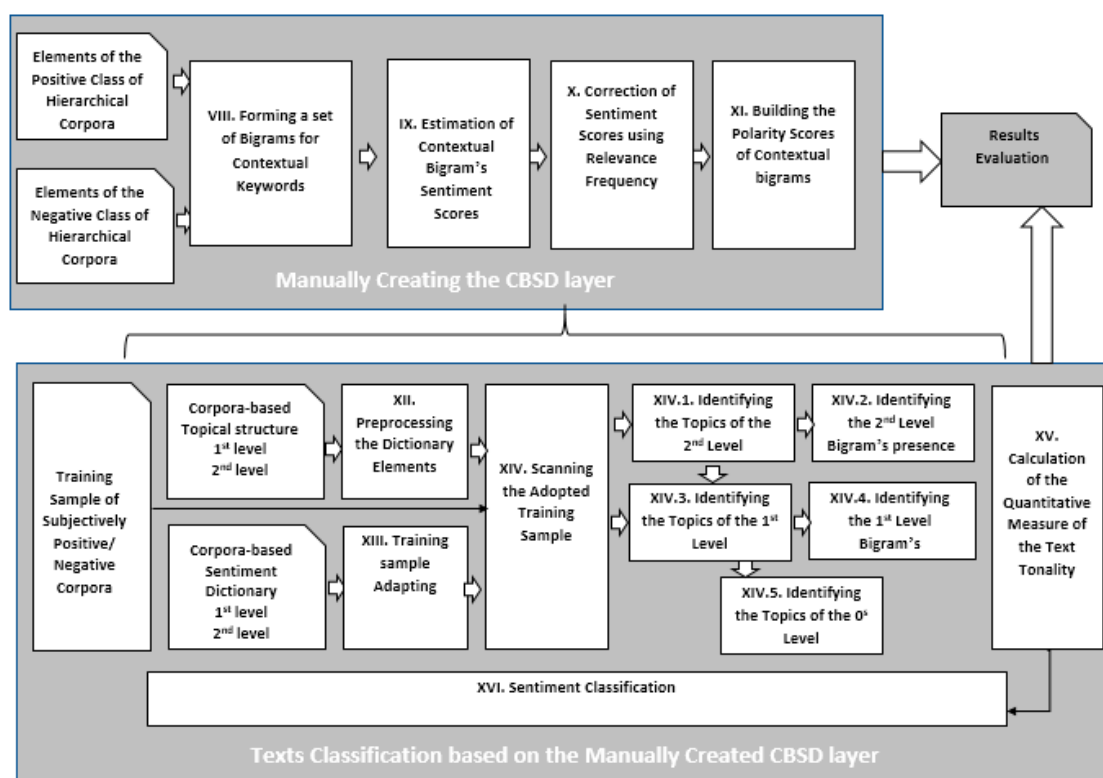 Elements of the
Positive Class of
Hierarchical
Corpora
Elements of the
Negative Class of
Hierarchical
Corpora
VIII. Forming a set
of Bigrams for
Contextual
Keywords
IX. Estimation of
Contextual
Bigram's
Sentiment
Scores
X. Correction of
Sentiment
Scores using
Relevance
Frequency
XI. Building the
Polarity Scores
of Contextual
bigrams
Results
Evaluation
Manually Creating the CBSD layer
Training
Sample of
Subjectively
Positive/
Negative
Corpora
Corpora-based
Topical structure
1st level
2nd level
XII.
Preprocessing
the Dictionary
Elements
Corpora-based
Sentiment
Dictionary
1st level
2nd level
XIII. Training
sample
Adapting
XIV. Scanning
the Adopted
Training
Sample
XIV.1. Identifying
the Topics of the
2nd Level
XIV.2. Identifying
the 2nd Level
Bigram's presence
XIV.3. Identifying
the Topics of the 1st
Level
XIV.4. Identifying
the 1st Level
Bigram's
XIV.5. Identifying
the Topics of the 0s
Level
XV.
Calculation
of the
Quantitative
Measure of
the Text
Tonality
XVI. Sentiment Classification
Texts Classification based on the Manually Created CBSD layer